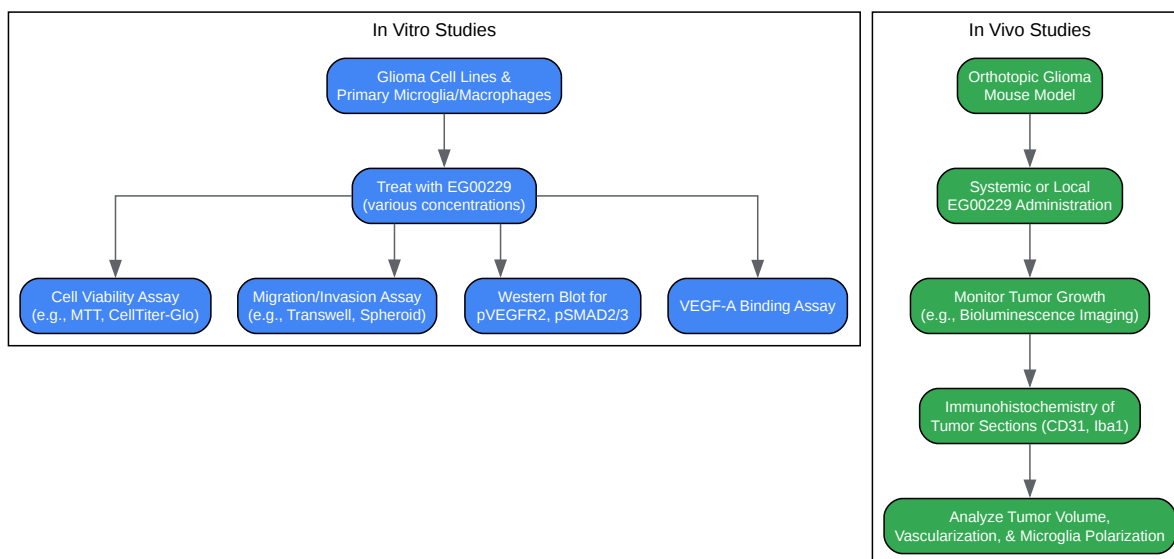 In Vitro Studies
Glioma Cell Lines &
Primary Microglia/Macrophages
Treat with EG00229
(various concentrations)
Cell Viability Assay
(e.g., MTT, CellTiter-Glo)
Migration/Invasion Assay
(e.g., Transwell, Spheroid)
Western Blot for
pVEGFR2, pSMAD2/3
VEGF-A Binding Assay
In Vivo Studies
Orthotopic Glioma
Mouse Model
Systemic or Local
EG00229 Administration
Monitor Tumor Growth
(e.g., Bioluminescence Imaging)
Immunohistochemistry of
Tumor Sections (CD31, Iba1)
Analyze Tumor Volume,
Vascularization, & Microglia Polarization